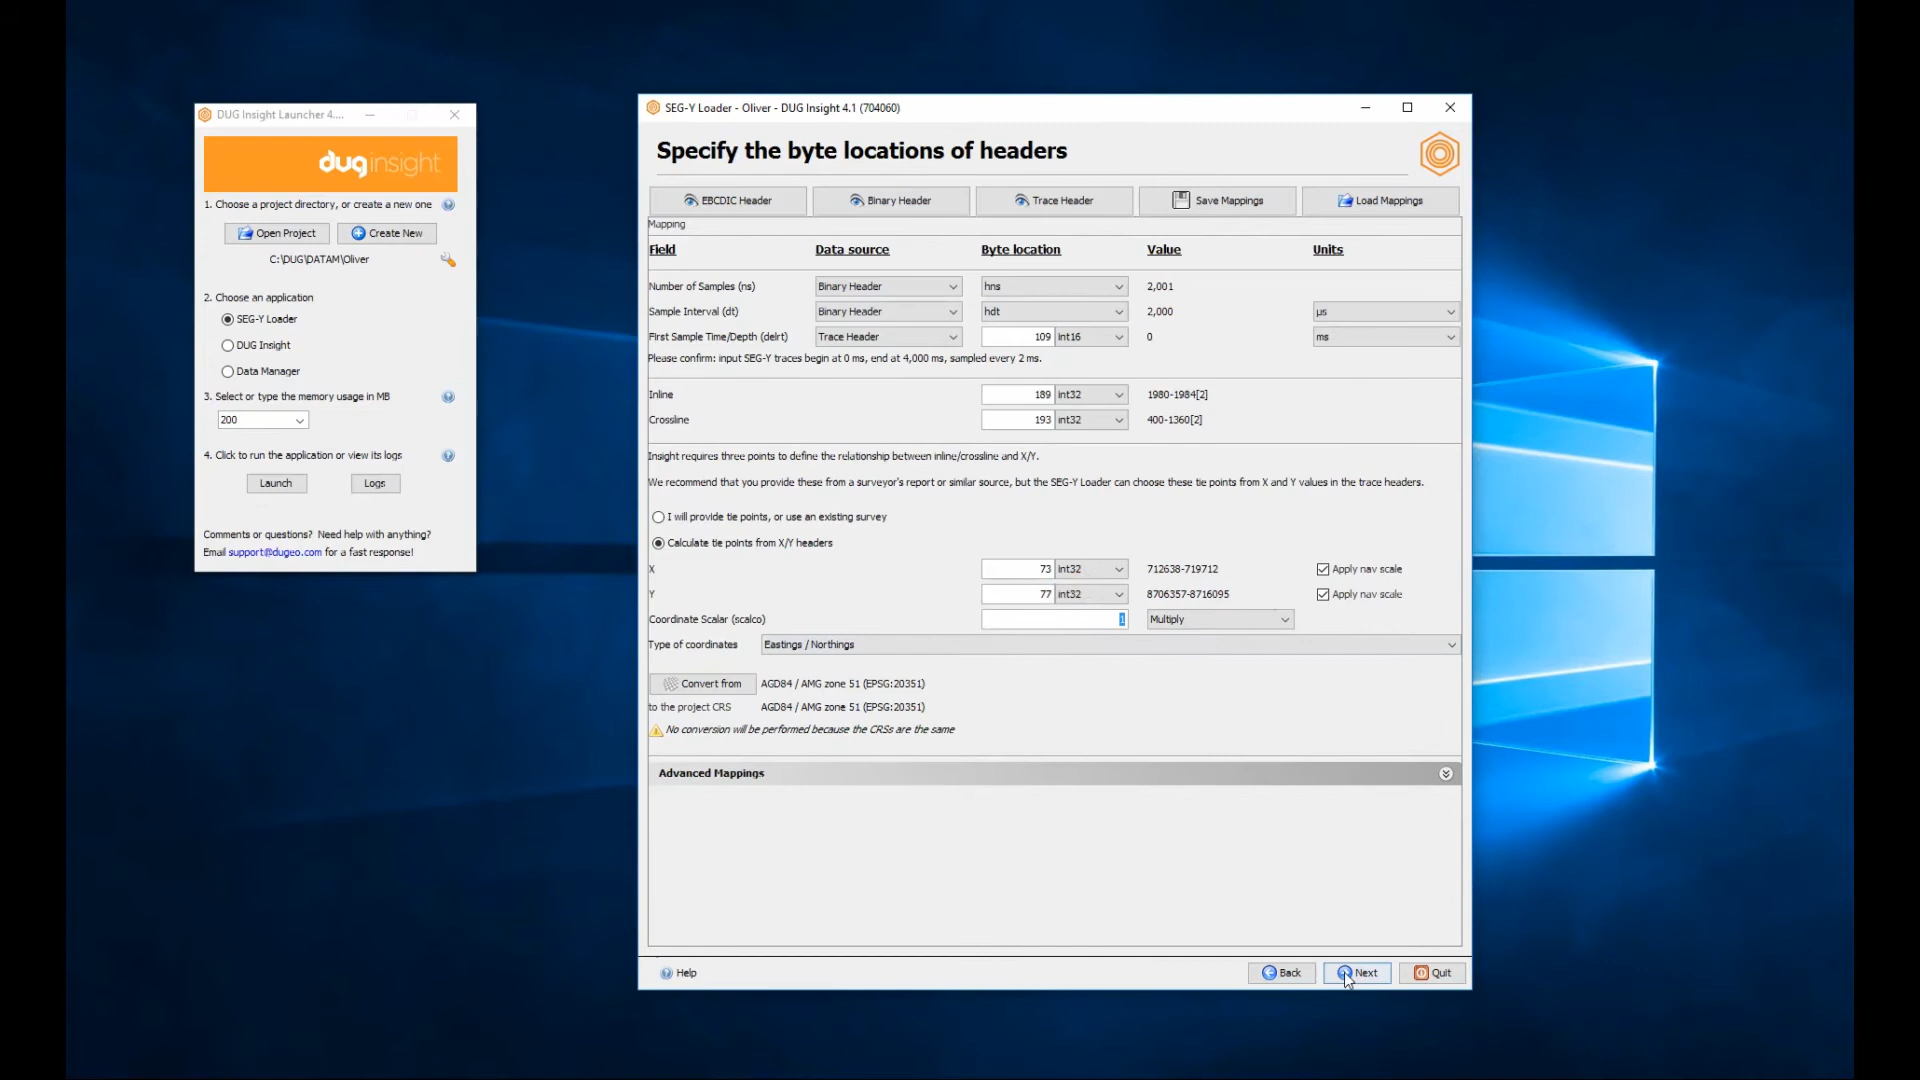 DUG Insight Launcher 4....
duginsight
1. Choose a project directory, or create a new one
Open Project
Create New
C:\DUG\DATAM\Oliver
2. Choose an application
SEG-Y Loader
DUG Insight
Data Manager
3. Select or type the memory usage in MB
200
4. Click to run the application or view its logs
Launch
Logs
Comments or questions? Need help with anything?
Email support@dugeo.com for a fast response!
SEG-Y Loader - Oliver - DUG Insight 4.1 (704060)
Specify the byte locations of headers
EBCDIC Header
Binary Header
Trace Header
Save Mappings
Load Mappings
Mapping
Field Data source Byte location Value Units
Number of Samples (ns) Binary Header hns 2,001
Sample Interval (dt) Binary Header hdt 2,000 µs
First Sample Time/Depth (delrt) Trace Header 109 Int16 0 ms
Please confirm: input SEG-Y traces begin at 0 ms, end at 4,000 ms, sampled every 2 ms.
Inline 189 int32 1980-1984[2]
Crossline 193 int32 400-1360[2]
Insight requires three points to define the relationship between inline/crossline and X/Y.
We recommend that you provide these from a surveyor's report or similar source, but the SEG-Y Loader can choose these tie points from X and Y values in the trace headers.
I will provide tie points, or use an existing survey
Calculate tie points from X/Y headers
X 73 int32 712638-719712 Apply nav scale
Y 77 int32 8706357-8716095 Apply nav scale
Coordinate Scalar (scalco) 1 Multiply
Type of coordinates Eastings / Northings
Convert from AGD84 / AMG zone 51 (EPSG:20351)
to the project CRS AGD84 / AMG zone 51 (EPSG:20351)
No conversion will be performed because the CRSs are the same
Advanced Mappings
Help
Back
Next
Quit